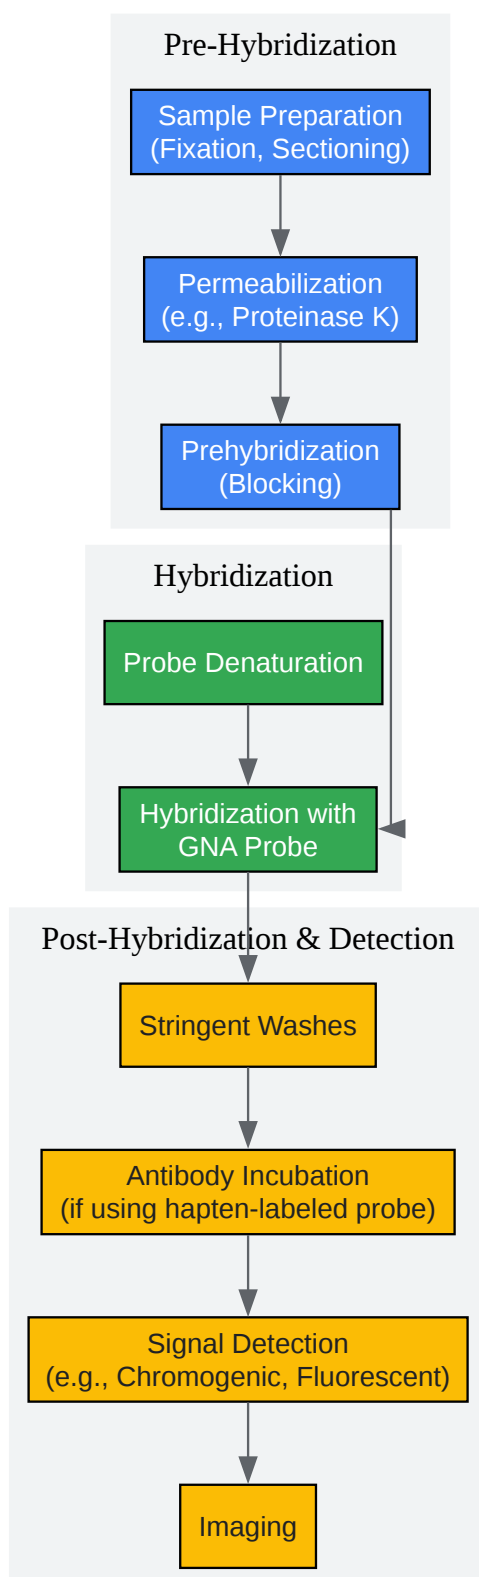 Pre-Hybridization
Sample Preparation
(Fixation, Sectioning)
Permeabilization
(e.g., Proteinase K)
Prehybridization
(Blocking)
Hybridization
Probe Denaturation
Hybridization with
GNA Probe
Post-Hybridization & Detection
Stringent Washes
Antibody Incubation
(if using hapten-labeled probe)
Signal Detection
(e.g., Chromogenic, Fluorescent)
Imaging